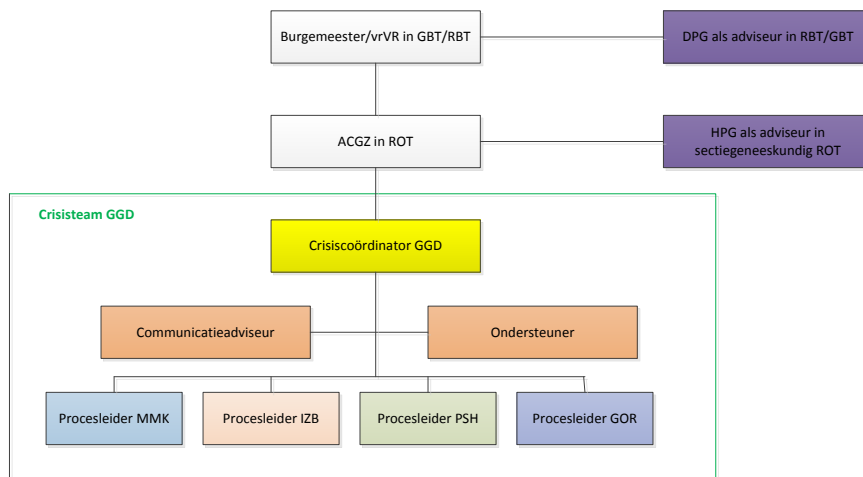 Burgemeester/vrVR in GBT/RBT
DPG als adviseur in RBT/GBT
ACGZ in ROT
HPG als adviseur in
sectiegeneeskundig ROT
Crisisteam GGD
Crisiscoördinator GGD
Communicatieadviseur
Ondersteuner
Procesleider MMK
Procesleider IZB
Procesleider PSH
Procesleider GOR